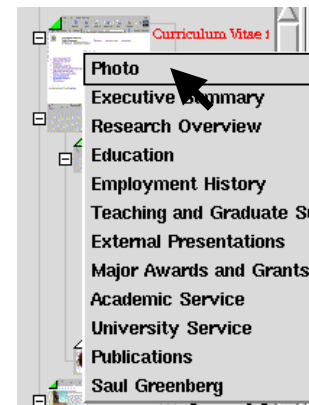 Curriculum Vitae
Photo
Executive Summary
Research Overview
Education
Employment History
Teaching and Graduate
External Presentations
Major Awards and Grants
Academic Service
University Service
Publications
Saul Greenberg